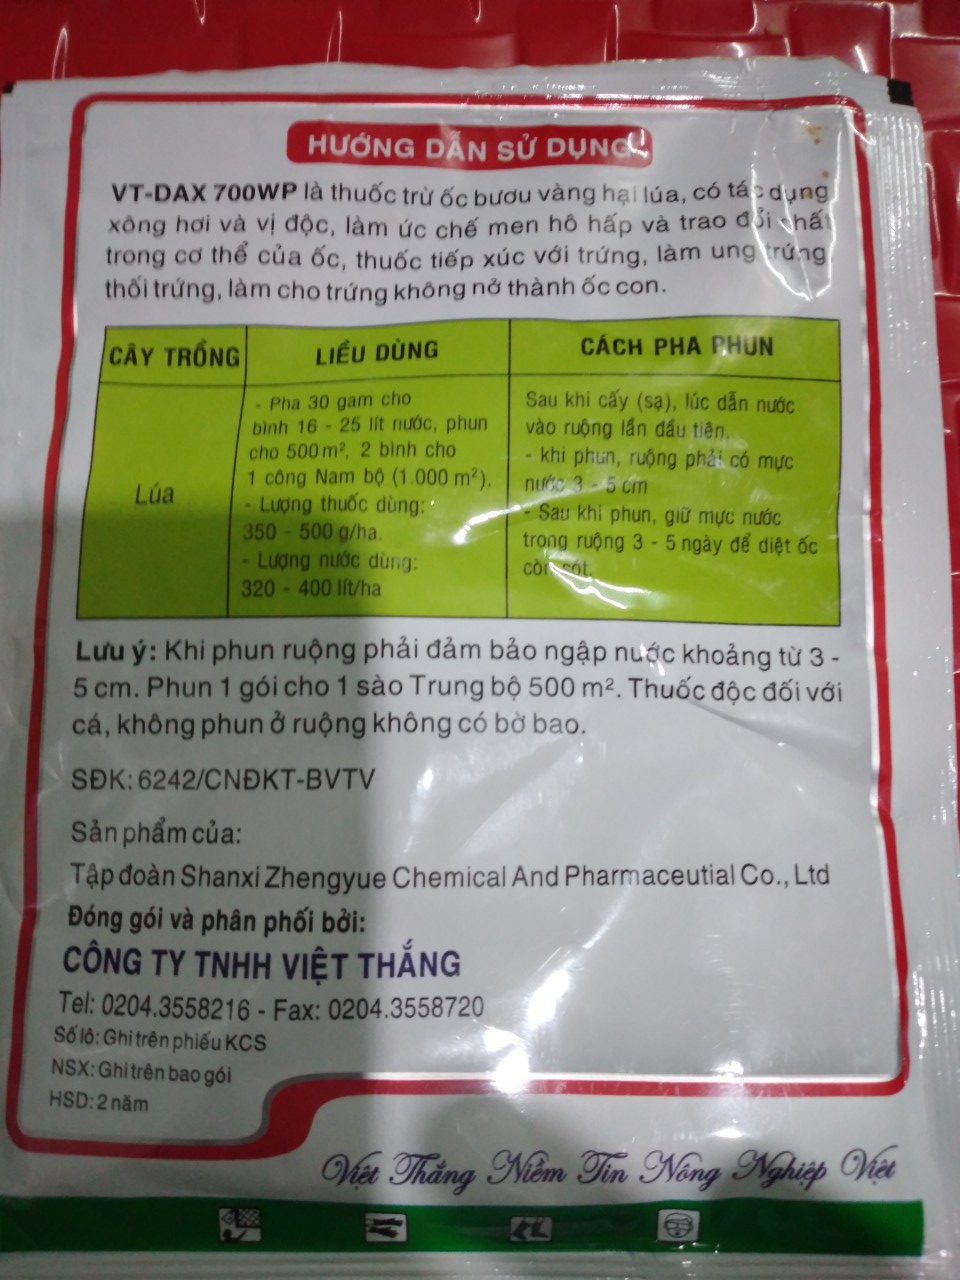 HƯỚNG DẪN SỬ DỤNG
VT-DAX 700WP là thuốc trừ ốc bươu vàng hại lúa, có tác dụng
xông hơi và vị độc, làm ức chế men hô hấp và trao đổi chất
trong cơ thể của ốc, thuốc tiếp xúc với trứng, làm ung trứng,
thối trứng, làm cho trứng không nở thành ốc con.
CÂY TRỒNG
LIỀU DÙNG
CÁCH PHA PHUN
Lúa
- Pha 30 gam cho
bình 16 - 25 lít nước, phun
cho 500m², 2 bình cho
1 công Nam bộ (1.000 m²).
- Lượng thuốc dùng:
350 - 500 g/ha.
- Lượng nước dùng:
320 - 400 lít/ha
Sau khi cấy (sạ), lúc dẫn nước
vào ruộng lần đầu tiên.
- khi phun, ruộng phải có mực
nước 3 - 5 cm
- Sau khi phun, giữ mực nước
trong ruộng 3 - 5 ngày để diệt ốc
còn sót.
Lưu ý: Khi phun ruộng phải đảm bảo ngập nước khoảng từ 3 -
5 cm. Phun 1 gói cho 1 sào Trung bộ 500 m². Thuốc độc đối với
cá, không phun ở ruộng không có bờ bao.
SĐK: 6242/CNĐKT-BVTV
Sản phẩm của:
Tập đoàn Shanxi Zhengyue Chemical And Pharmaceutial Co., Ltd
Đóng gói và phân phối bởi:
CÔNG TY TNHH VIỆT THẮNG
Tel: 0204.3558216 - Fax: 0204.3558720
Số lô: Ghi trên phiếu KCS
NSX: Ghi trên bao gói
HSD: 2 năm
Việt Thắng Niềm Tin Nông Nghiệp Việt